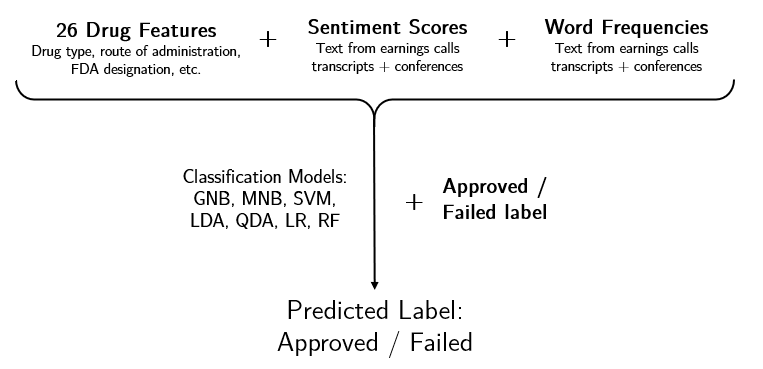 26 Drug Features
Drug type, route of administration,
FDA designation, etc.
+
Sentiment Scores
Text from earnings calls
transcripts + conferences
+
Word Frequencies
Text from earnings calls
transcripts + conferences
Classification Models:
GNB, MNB, SVM,
LDA, QDA, LR, RF
+
Approved /
Failed label
Predicted Label:
Approved / Failed